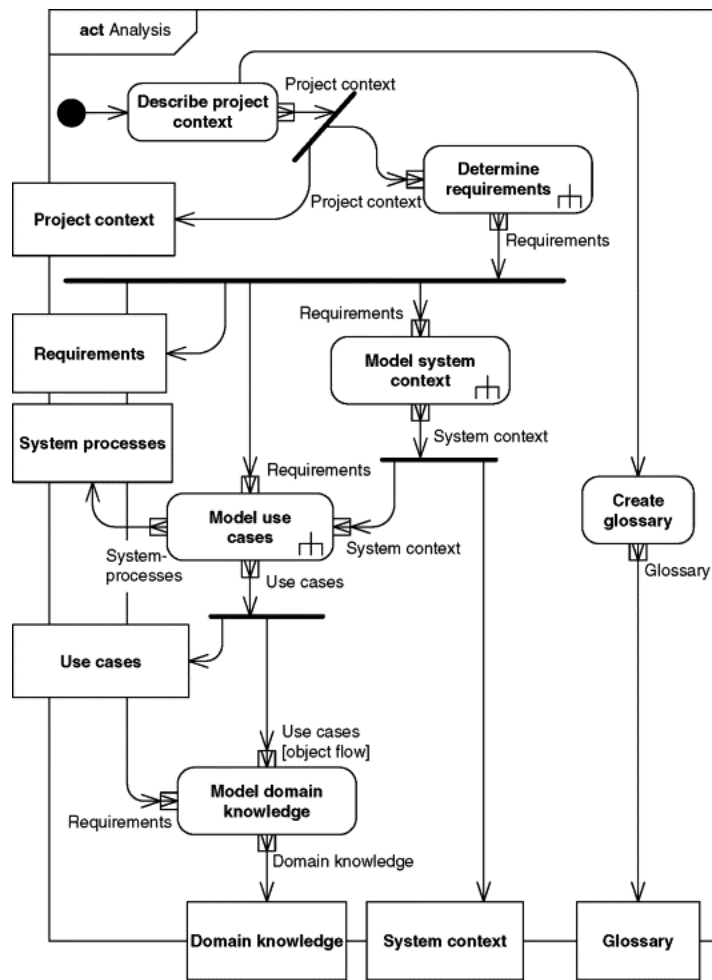 act Analysis
Project context
Describe project
context
Determine
requirements
Project context
Project context
Requirements
Requirements
Requirements
Model system
context
System processes
System context
Requirements
Create
glossary
Model use
cases
System context
System-
processes
Glossary
Use cases
Use cases
Use cases
[object flow]
Model domain
knowledge
Requirements
Domain knowledge
Domain knowledge
System context
Glossary